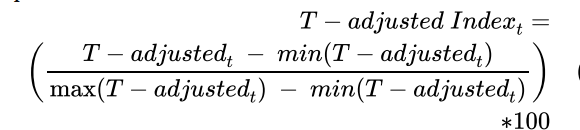 T − adjusted Index_t =
( (T − adjusted_t − min(T − adjusted_t)) / (max(T − adjusted_t) − min(T − adjusted_t)) )
*100